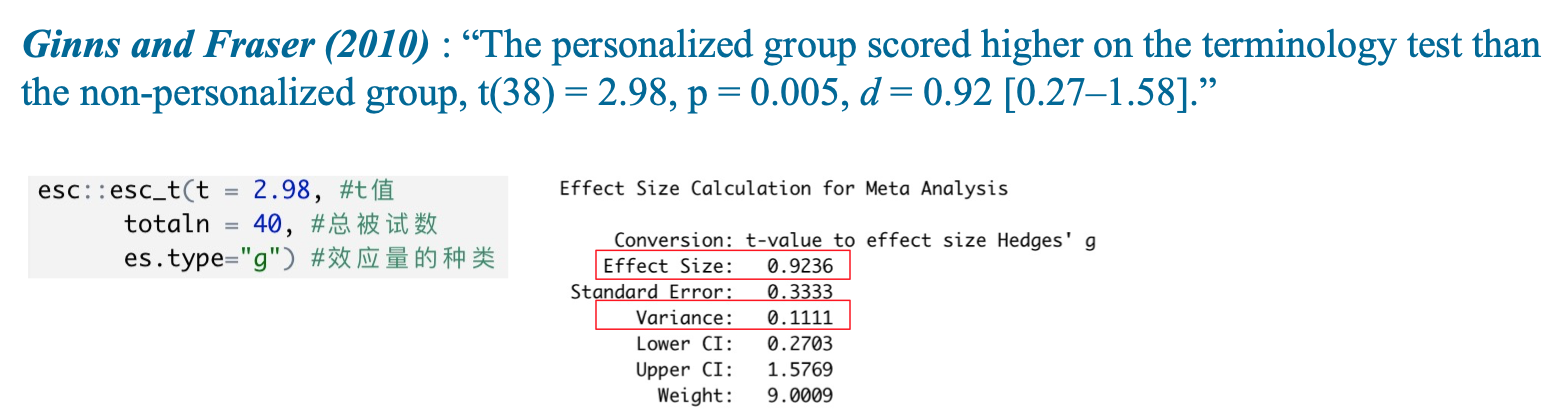 Ginns and Fraser (2010) : “The personalized group scored higher on the terminology test than
the non-personalized group, t(38) = 2.98, p = 0.005, d = 0.92 [0.27–1.58].”
esc::esc_t(t = 2.98, #t值
totaln = 40, #总被试数
es.type="g") #效应量的种类
Effect Size Calculation for Meta Analysis
Conversion: t-value to effect size Hedges' g
Effect Size: 0.9236
Standard Error: 0.3333
Variance: 0.1111
Lower CI: 0.2703
Upper CI: 1.5769
Weight: 9.0009